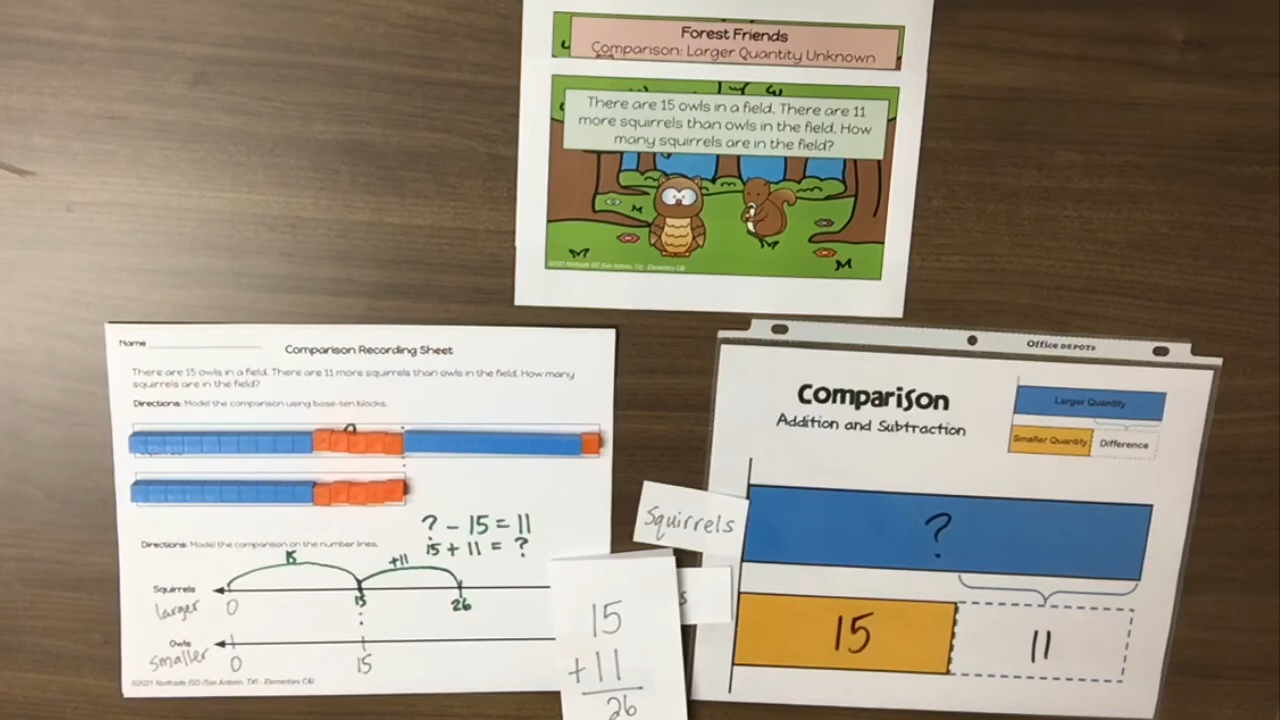 Forest Friends
Comparison: Larger Quantity Unknown
There are 15 owls in a field. There are 11
more squirrels than owls in the field. How
many squirrels are in the field?
©2021 Northside ISD (San Antonio, TX) - Elementary C&I
Name
Comparison Recording Sheet
There are 15 owls in a field. There are 11 more squirrels than owls in the field. How many
squirrels are in the field?
Directions: Model the comparison using base-ten blocks.
? - 15 = 11
15 + 11 = ?
Directions: Model the comparison on the number lines.
15
+11
Squirrels
larger
0
15
26
Owls
smaller
0
15
©2021 Northside ISD (San Antonio, TX) - Elementary C&I
15
+11
26
s
Squirrels
Office DEPOT
Comparison
Addition and Subtraction
Larger Quantity
Smaller Quantity
Difference
?
15
11